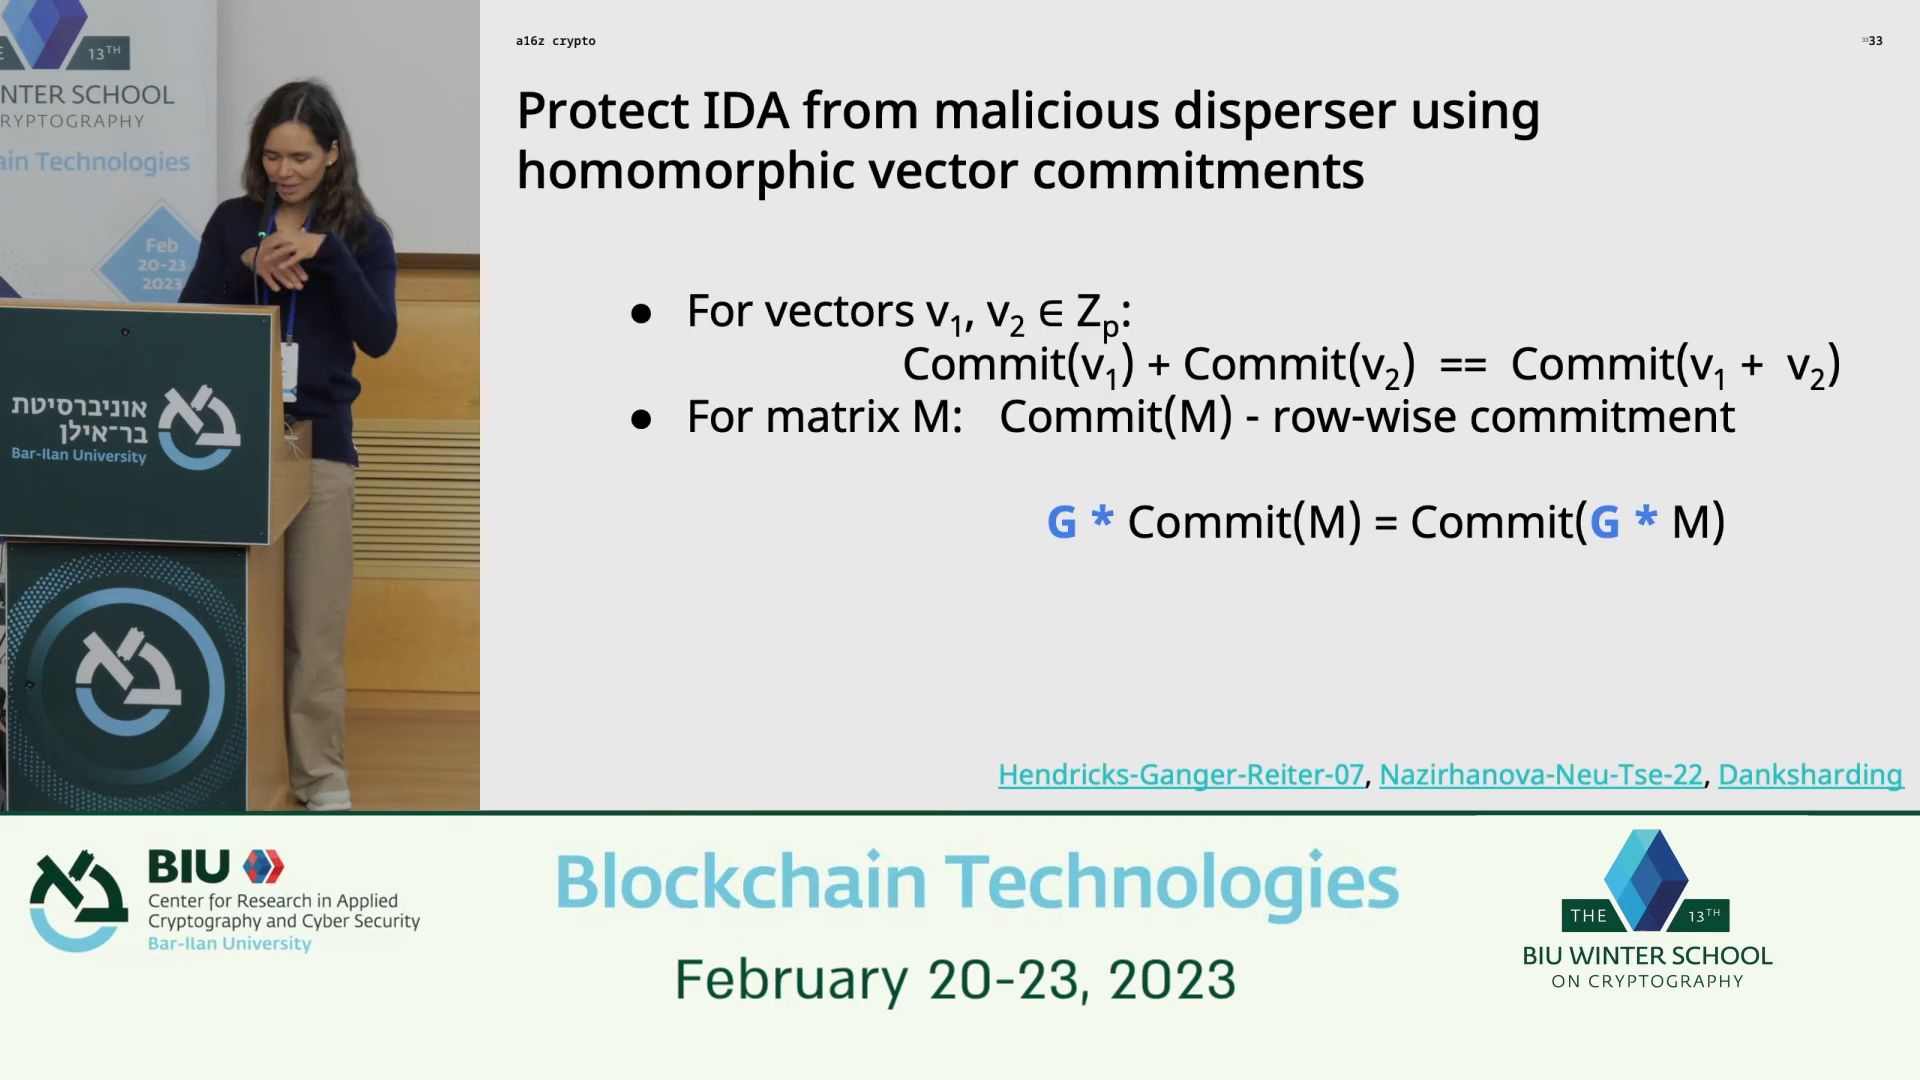 13TH
NTER SCHOOL
RYPTOGRAPHY
ain Technologies
Feb
20-23
2023
אוניברסיטת
בר־אילן
Bar-Ilan University
a16z crypto
33
Protect IDA from malicious disperser using
homomorphic vector commitments
● For vectors v1, v2 ∈ Zp:
Commit(v1) + Commit(v2) == Commit(v1 + v2)
● For matrix M: Commit(M) - row-wise commitment
G * Commit(M) = Commit(G * M)
Hendricks-Ganger-Reiter-07, Nazirhanova-Neu-Tse-22, Danksharding
BIU
Center for Research in Applied
Cryptography and Cyber Security
Bar-Ilan University
Blockchain Technologies
February 20-23, 2023
THE 13TH
BIU WINTER SCHOOL
ON CRYPTOGRAPHY